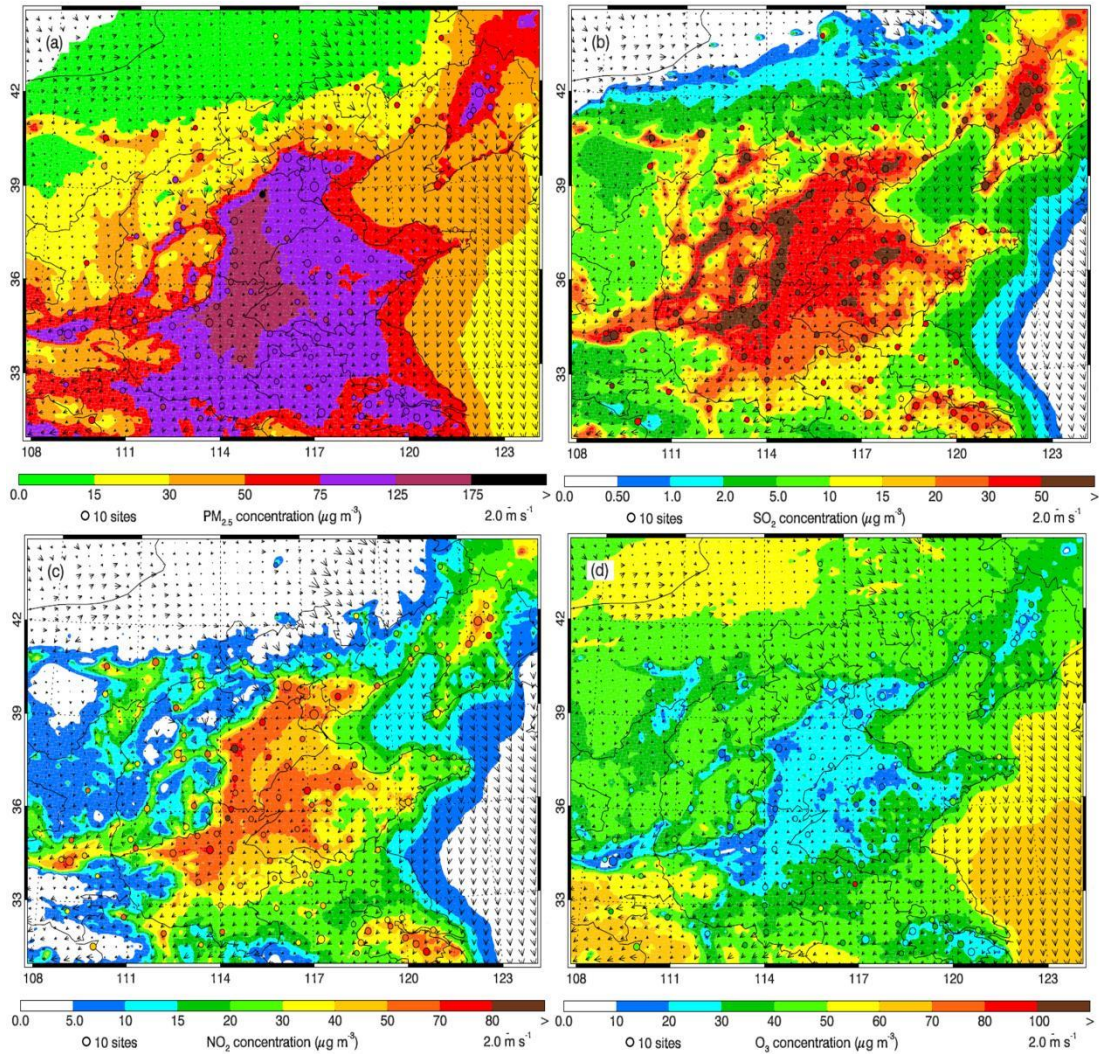 (a)
42
39
36
33
108 111 114 117 120 123
0.0 15 30 50 75 125 175 >
10 sites PM2.5 concentration (μg m-3) 2.0 m s-1
(b)
42
39
36
33
108 111 114 117 120 123
0.0 0.50 1.0 2.0 5.0 10 15 20 30 50 >
10 sites SO2 concentration (μg m-3) 2.0 m s-1
(c)
42
39
36
33
108 111 114 117 120 123
0.0 5.0 10 15 20 30 40 50 70 80 >
10 sites NO2 concentration (μg m-3) 2.0 m s-1
(d)
42
39
36
33
108 111 114 117 120 123
0.0 10 20 30 40 50 60 80 100 >
10 sites O3 concentration (μg m-3) 2.0 m s-1